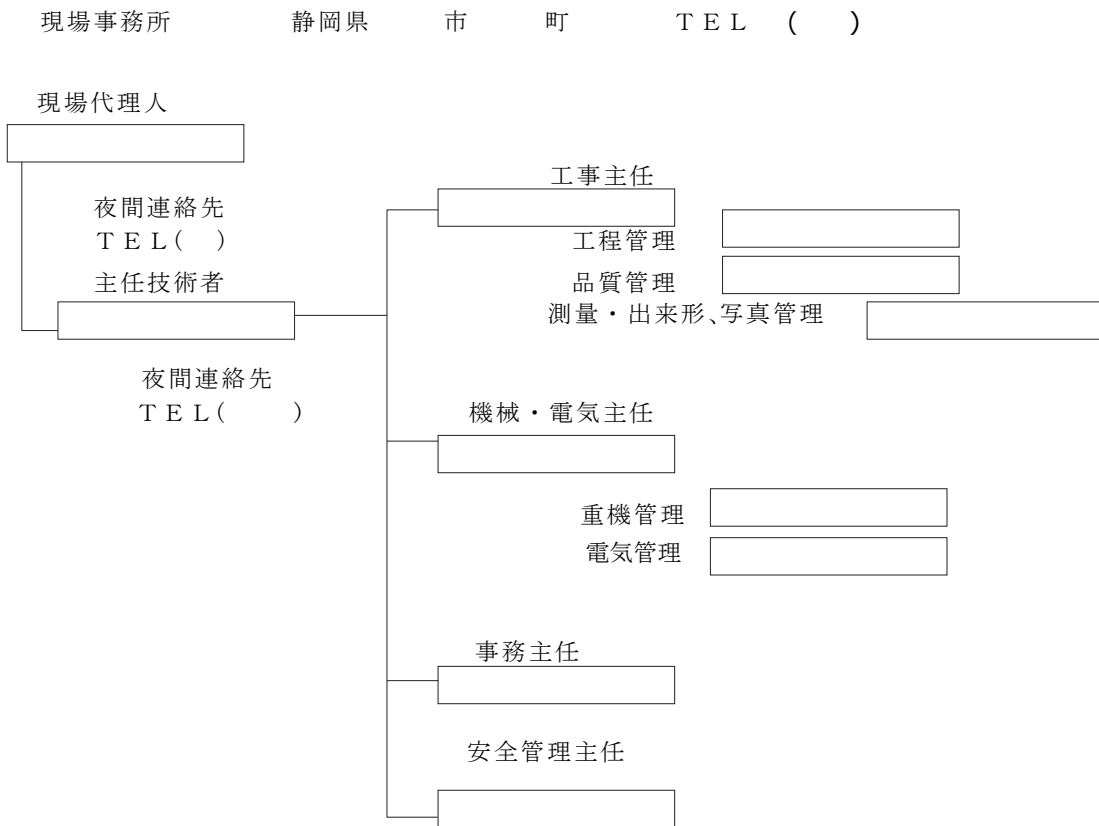 現場事務所 静岡県 市 町 ＴＥＬ ( )
現場代理人
夜間連絡先
ＴＥＬ( )
主任技術者
夜間連絡先
ＴＥＬ( )
工事主任
工程管理
品質管理
測量・出来形、写真管理
機械・電気主任
重機管理
電気管理
事務主任
安全管理主任